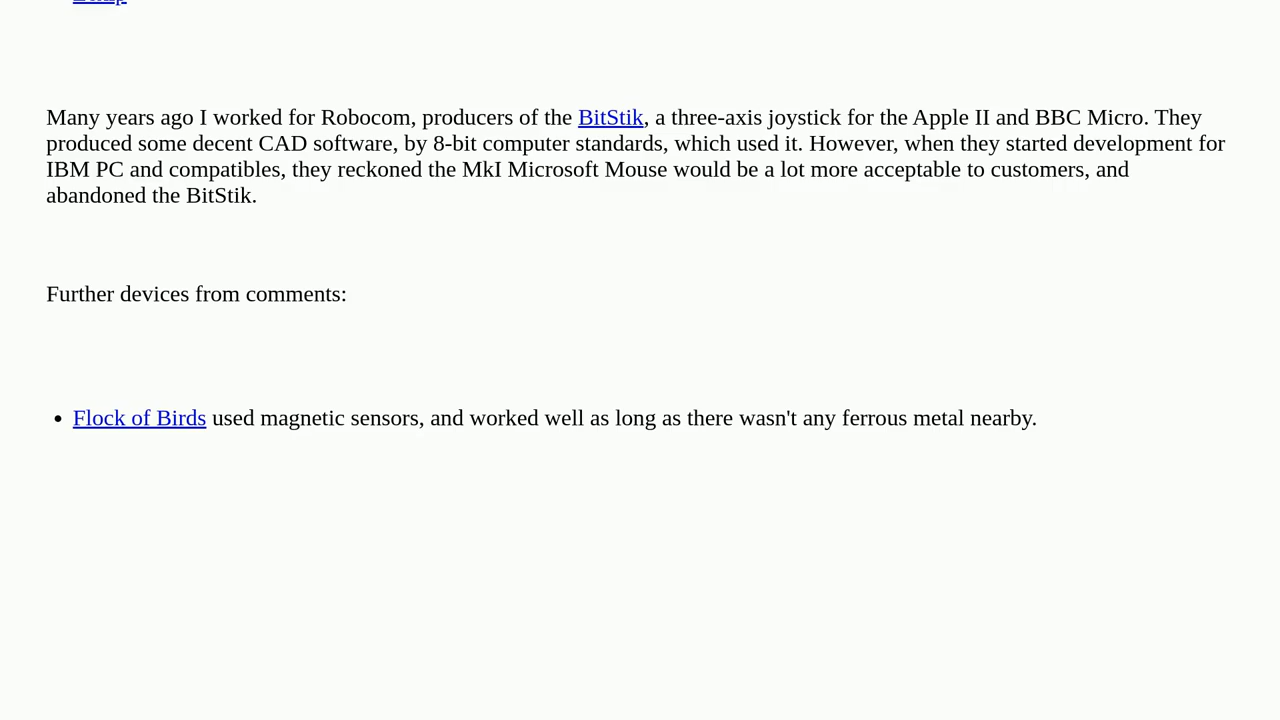 Many years ago I worked for Robocom, producers of the BitStik, a three-axis joystick for the Apple II and BBC Micro. They
produced some decent CAD software, by 8-bit computer standards, which used it. However, when they started development for
IBM PC and compatibles, they reckoned the MkI Microsoft Mouse would be a lot more acceptable to customers, and
abandoned the BitStik.
Further devices from comments:
• Flock of Birds used magnetic sensors, and worked well as long as there wasn't any ferrous metal nearby.